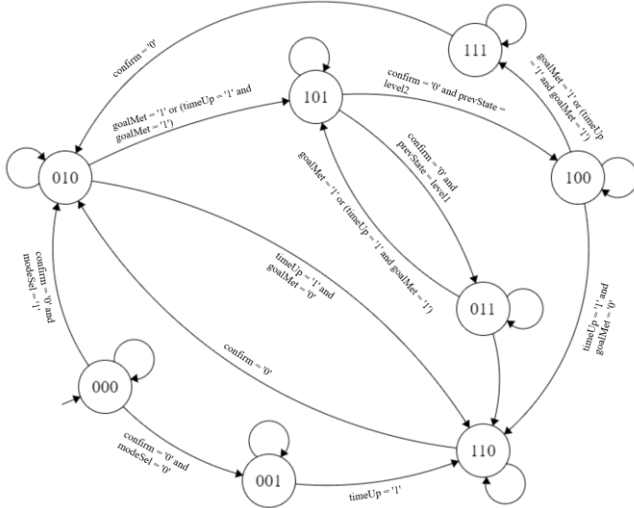 111
confirm = '0'
goalMet = '1' or (timeUp
= '1' and goalMet = '1')
101
confirm = '0' and prevState =
level2
goalMet = '1' or (timeUp = '1' and
goalMet = '1')
confirm = '0' and
prevState = level1
010
100
goalMet = '1' or (timeUp = '1' and goalMet = '1')
confirm = '0' and
modeSel = '1'
timeUp = '1' and
goalMet = '0'
011
timeUp = '1' and
goalMet = '0'
confirm = '0'
000
confirm = '0' and
modeSel = '0'
110
001
timeUp = '1'